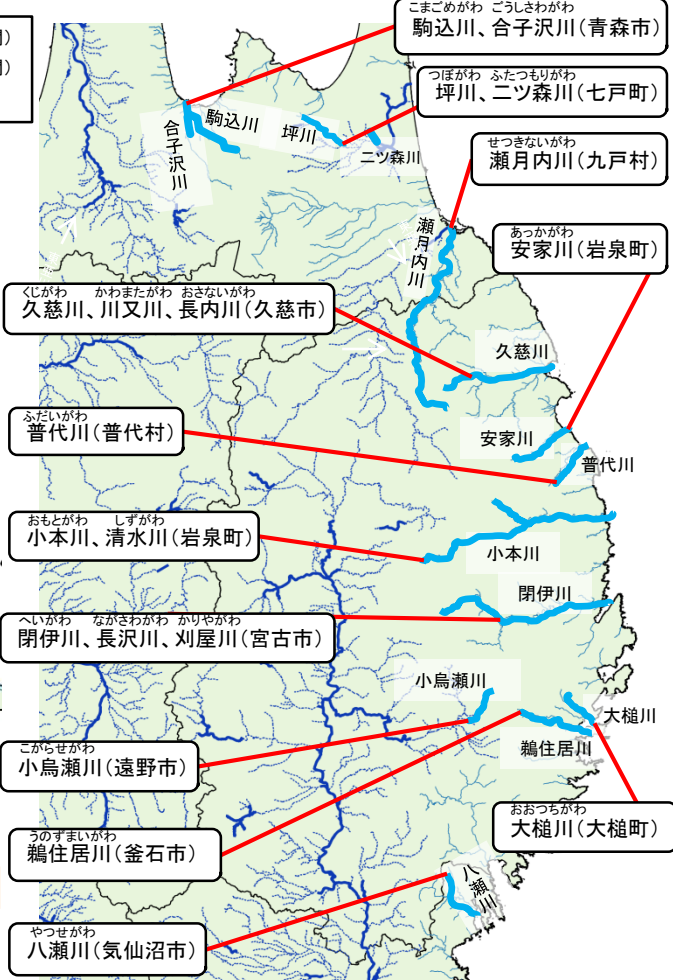 間)
間)
こまごめがわ ごうしさわがわ
駒込川、合子沢川(青森市)
つぼがわ ふたつもりがわ
坪川、二ツ森川(七戸町)
せつきないがわ
瀬月内川(九戸村)
あっかがわ
安家川(岩泉町)
くじがわ かわまたがわ おさないがわ
久慈川、川又川、長内川(久慈市)
ふだいがわ
普代川(普代村)
おもとがわ しずがわ
小本川、清水川(岩泉町)
へいがわ ながさわがわ かりやがわ
閉伊川、長沢川、刈屋川(宮古市)
こがらせがわ
小烏瀬川(遠野市)
うのずまいがわ
鵜住居川(釜石市)
やつせがわ
八瀬川(気仙沼市)
おおつちがわ
大槌川(大槌町)
合子沢川
駒込川
坪川
二ツ森川
瀬月内川
久慈川
安家川
普代川
小本川
閉伊川
小烏瀬川
大槌川
鵜住居川
八瀬川